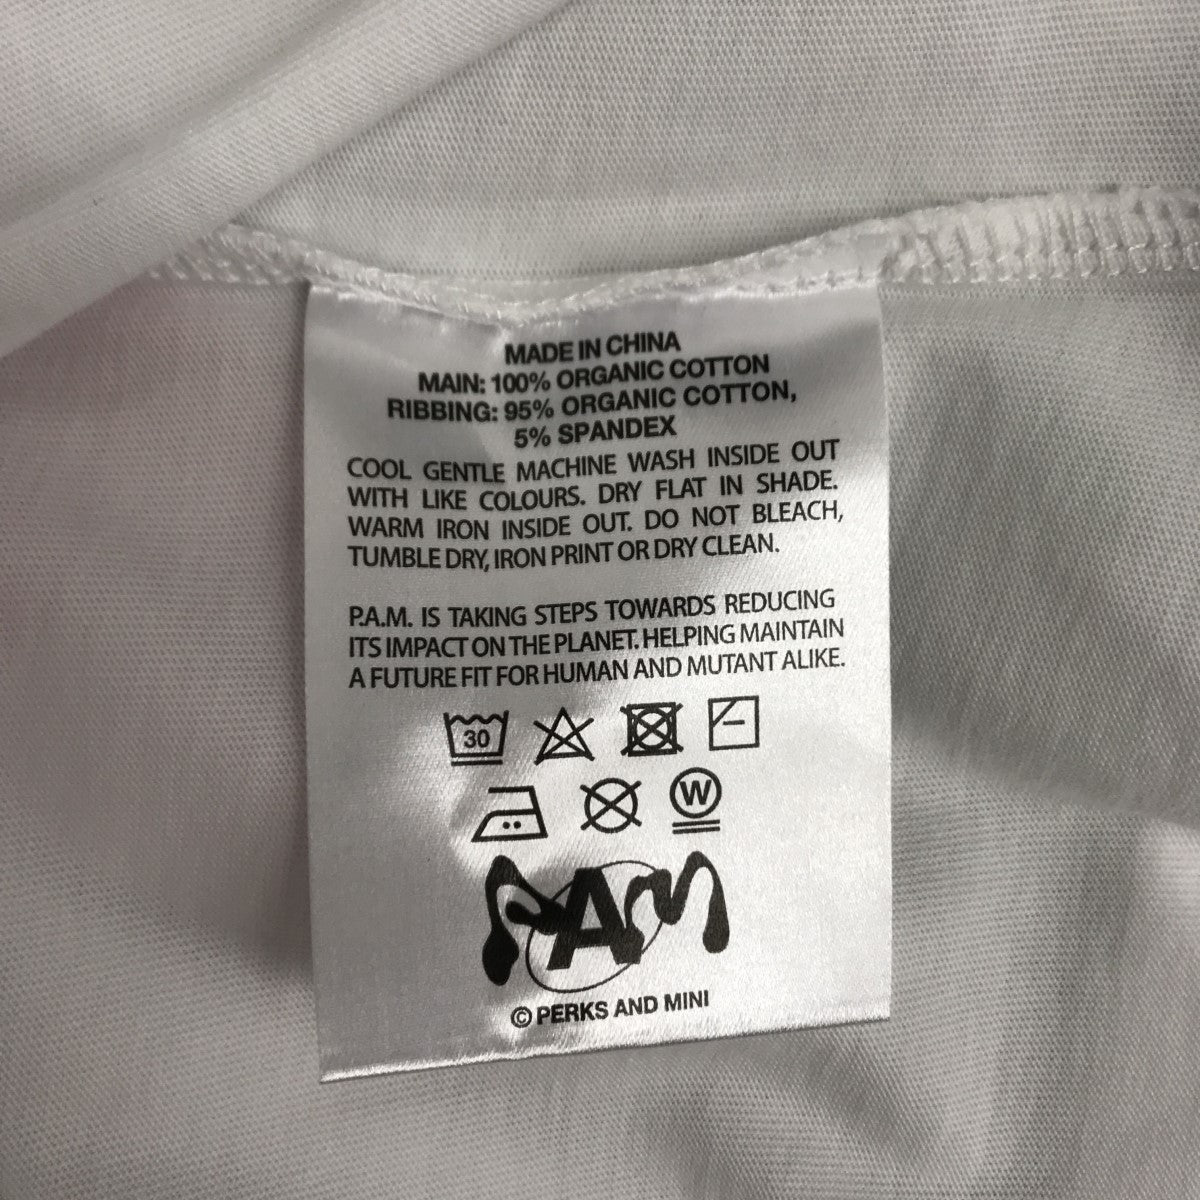 MADE IN CHINA
MAIN: 100% ORGANIC COTTON
RIBBING: 95% ORGANIC COTTON,
5% SPANDEX
COOL GENTLE MACHINE WASH INSIDE OUT
WITH LIKE COLOURS. DRY FLAT IN SHADE.
WARM IRON INSIDE OUT. DO NOT BLEACH,
TUMBLE DRY, IRON PRINT OR DRY CLEAN.
P.A.M. IS TAKING STEPS TOWARDS REDUCING
ITS IMPACT ON THE PLANET. HELPING MAINTAIN
A FUTURE FIT FOR HUMAN AND MUTANT ALIKE.
30
W
PAM
© PERKS AND MINI